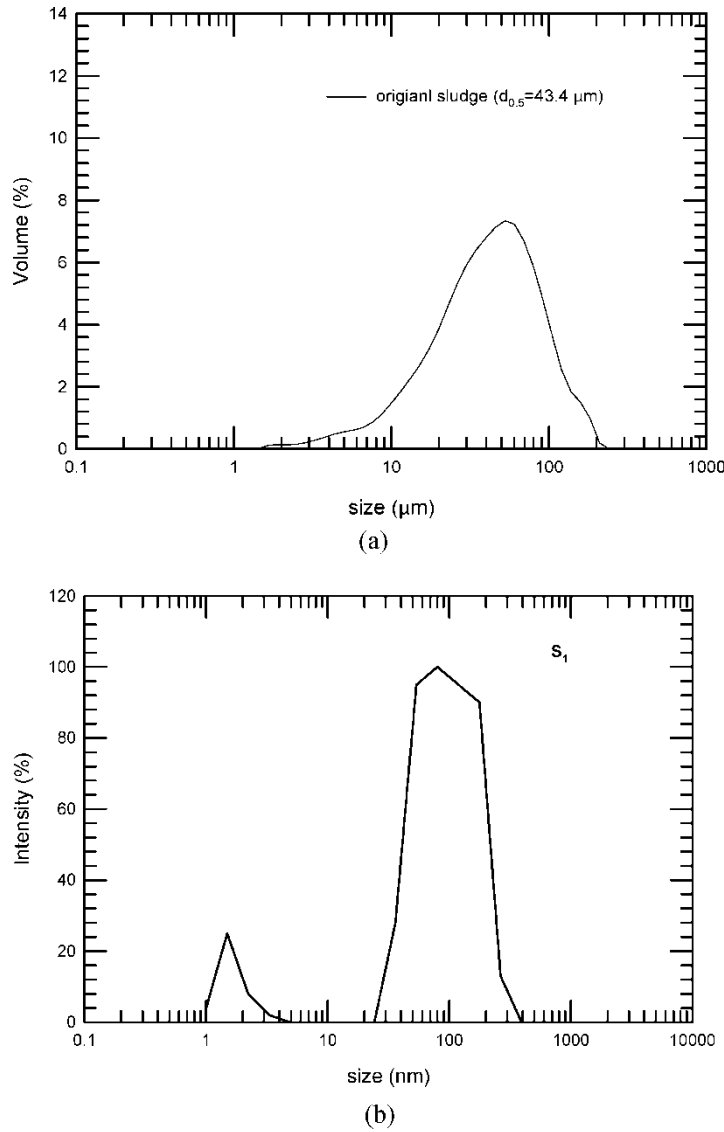 14
12
10
8
6
4
2
0
Volume (%)
origianl sludge (d0.5=43.4 µm)
0.1 1 10 100 1000
size (µm)
(a)
120
100
80
60
40
20
0
Intensity (%)
S1
0.1 1 10 100 1000 10000
size (nm)
(b)